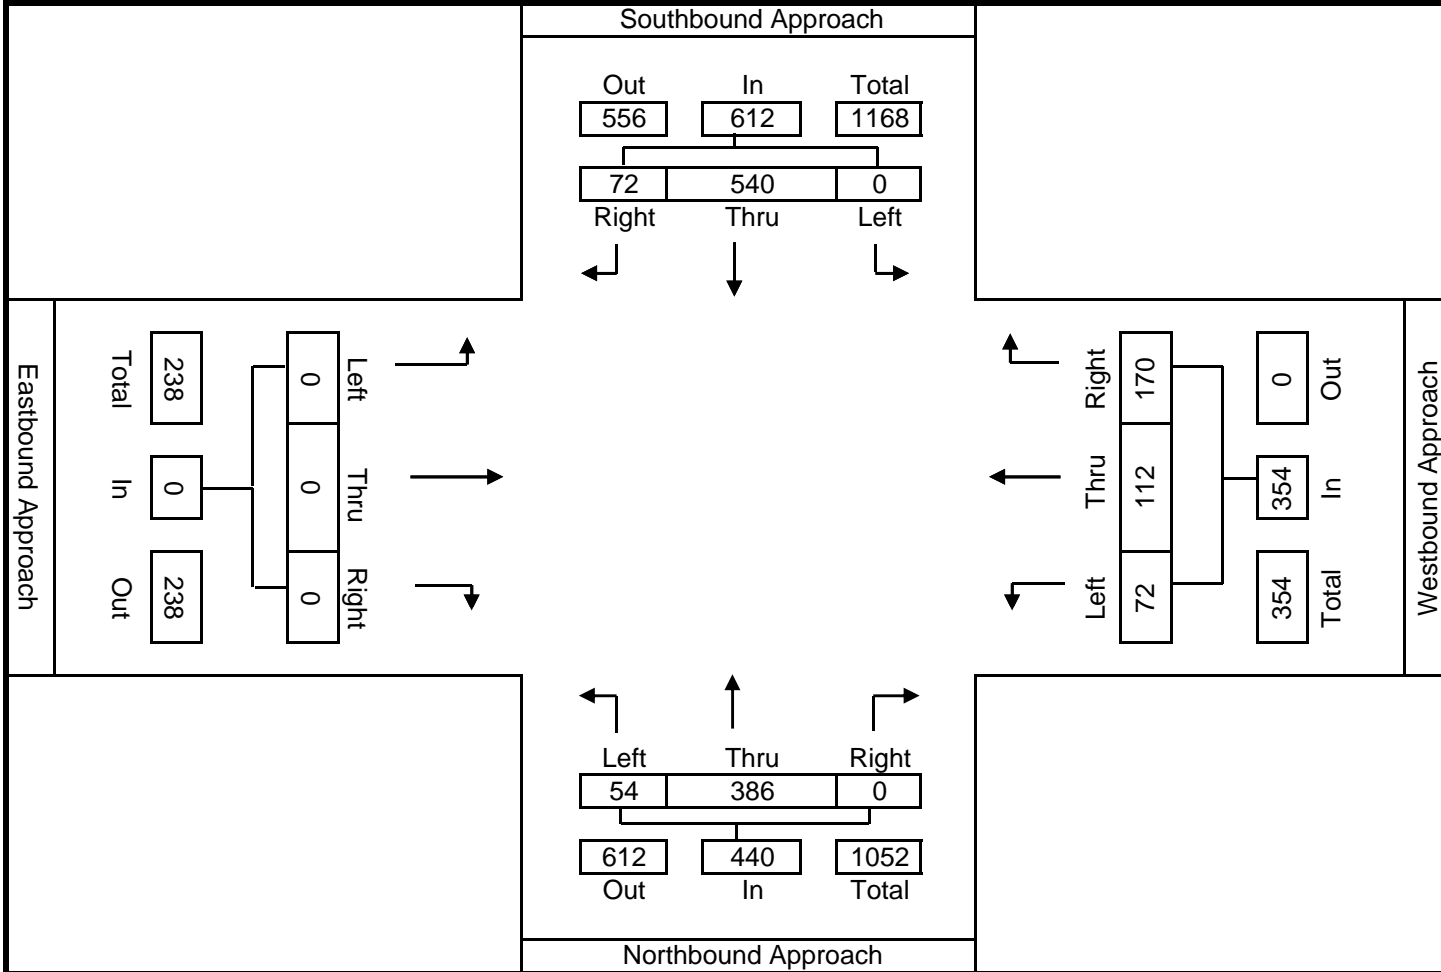 Southbound Approach
Out In Total
556 612 1168
72 540 0
Right Thru Left
Eastbound Approach
Total In Out
238 0 238
0 0 0
Left Thru Right
Right Thru Left
170 112 72
0 354 354
Out In Total
Westbound Approach
Left Thru Right
54 386 0
612 440 1052
Out In Total
Northbound Approach